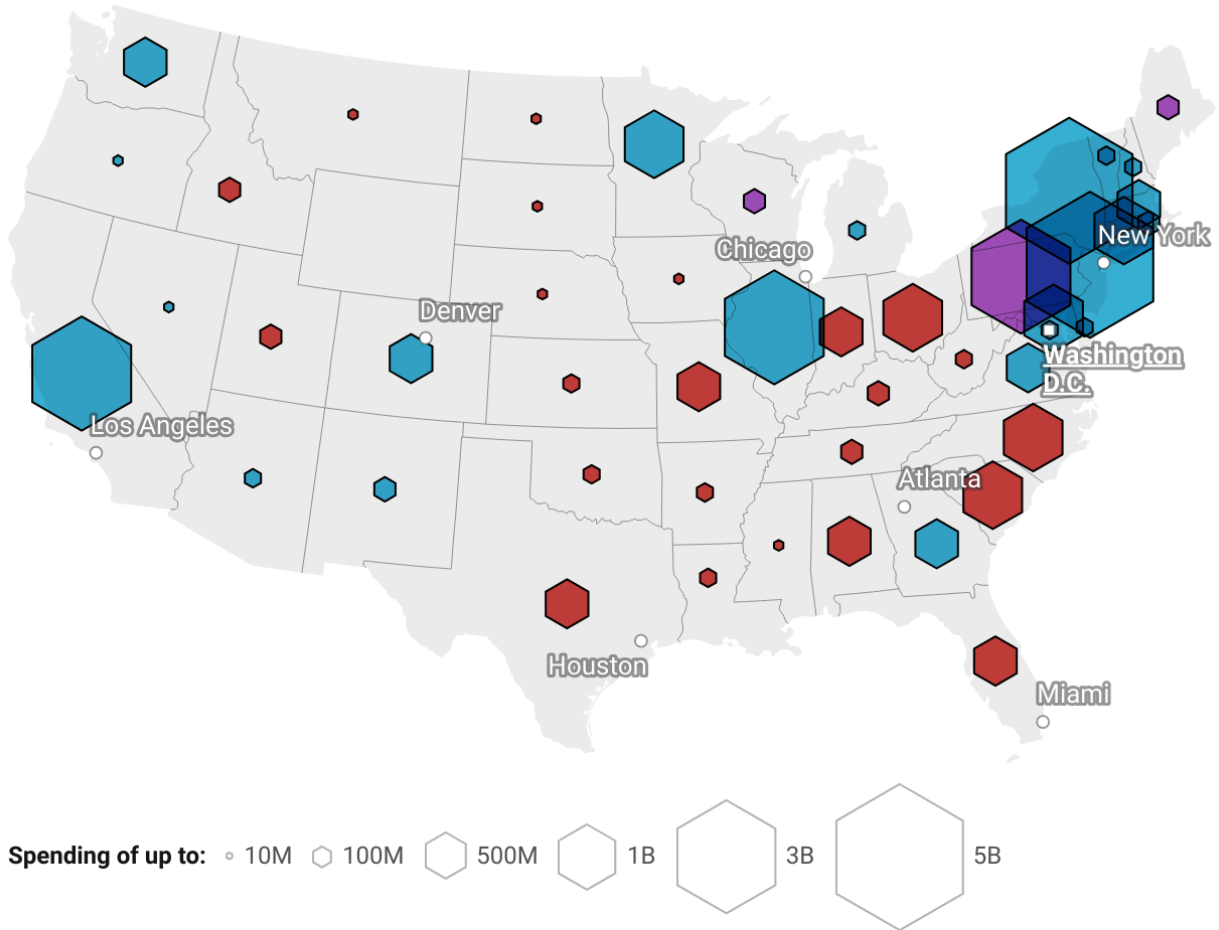 Chicago
New York
Denver
Washington
D.C.
Los Angeles
Atlanta
Houston
Miami
Spending of up to: 10M 100M 500M 1B 3B 5B